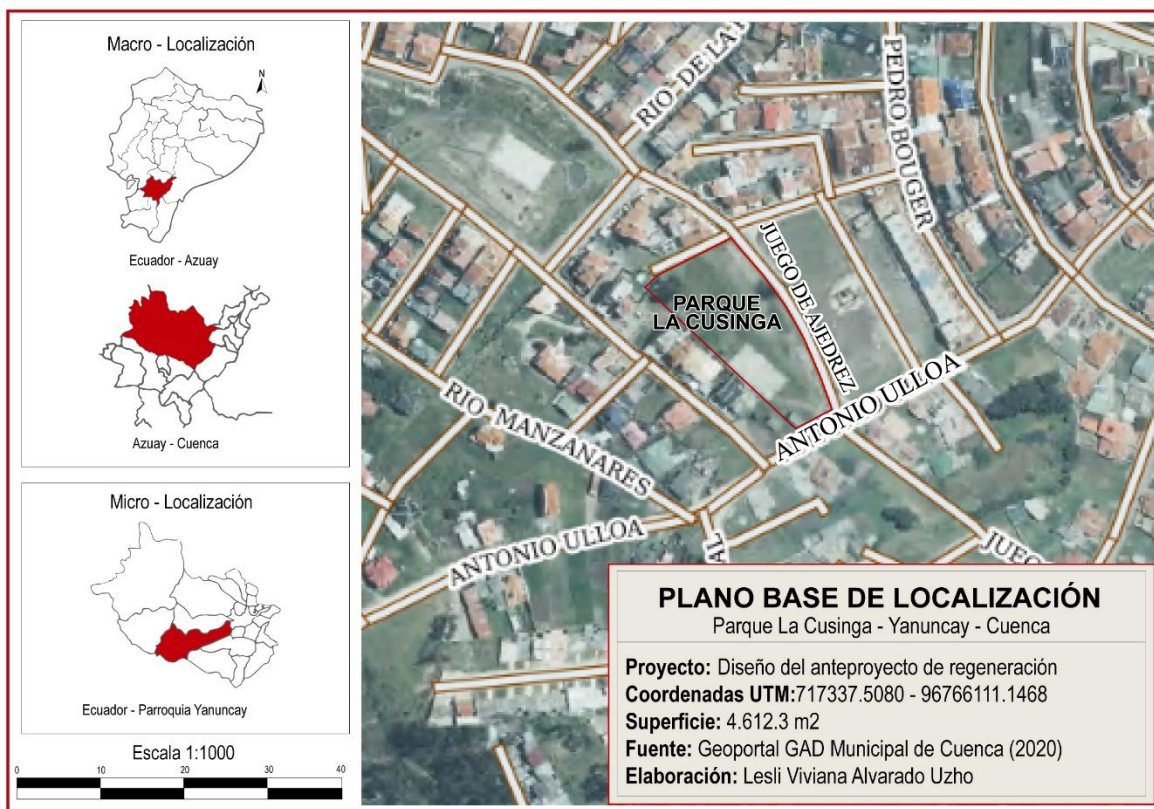 Macro - Localización
N
Ecuador - Azuay
Azuay - Cuenca
Micro - Localización
Ecuador - Parroquia Yanuncay
Escala 1:1000
0 10 20 30 40
RIO DE LA
PEDRO BOUGER
JUEGO DE AJEDREZ
PARQUE
LA CUSINGA
ANTONIO ULLOA
RIO MANZANARES
ANTONIO ULLOA
AL
JUEG
PLANO BASE DE LOCALIZACIÓN
Parque La Cusinga - Yanuncay - Cuenca
Proyecto: Diseño del anteproyecto de regeneración
Coordenadas UTM:717337.5080 - 96766111.1468
Superficie: 4.612.3 m2
Fuente: Geoportal GAD Municipal de Cuenca (2020)
Elaboración: Lesli Viviana Alvarado Uzho